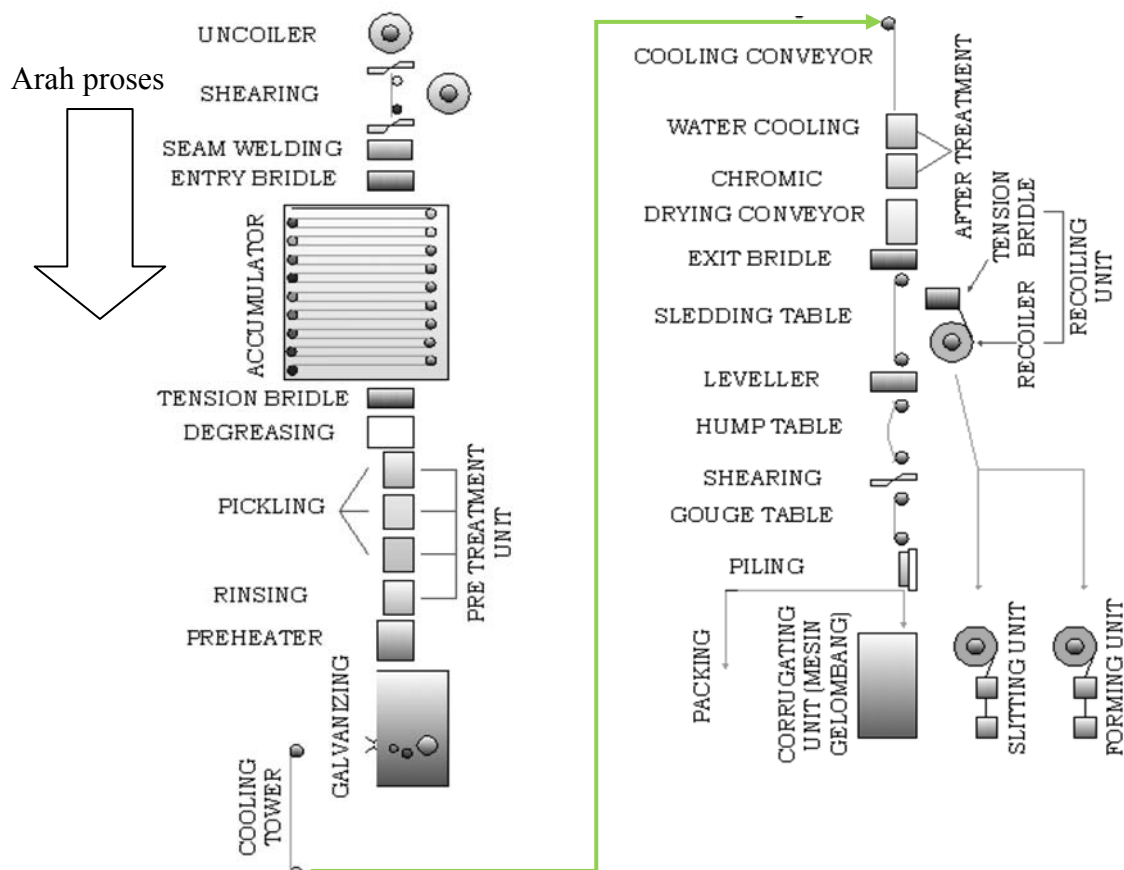 UNCOILER
Arah proses
SHEARING
SEAM WELDING
ENTRY BRIDLE
ACCUMULATOR
TENSION BRIDLE
DEGREASING
PICKLING
PRE TREATMENT
UNIT
RINSING
PREHEATER
GALVANIZING
COOLING
TOWER
COOLING CONVEYOR
WATER COOLING
CHROMIC
AFTER TREATMENT
DRYING CONVEYOR
TENSION
BRIDLE
EXIT BRIDLE
SLEDDING TABLE
RECOILER
RECOILING
UNIT
LEVELLER
HUMP TABLE
SHEARING
GOUGE TABLE
PILING
PACKING
CORRUGATING
UNIT (MESIN
GELOMBANG)
SLITTING UNIT
FORMING UNIT